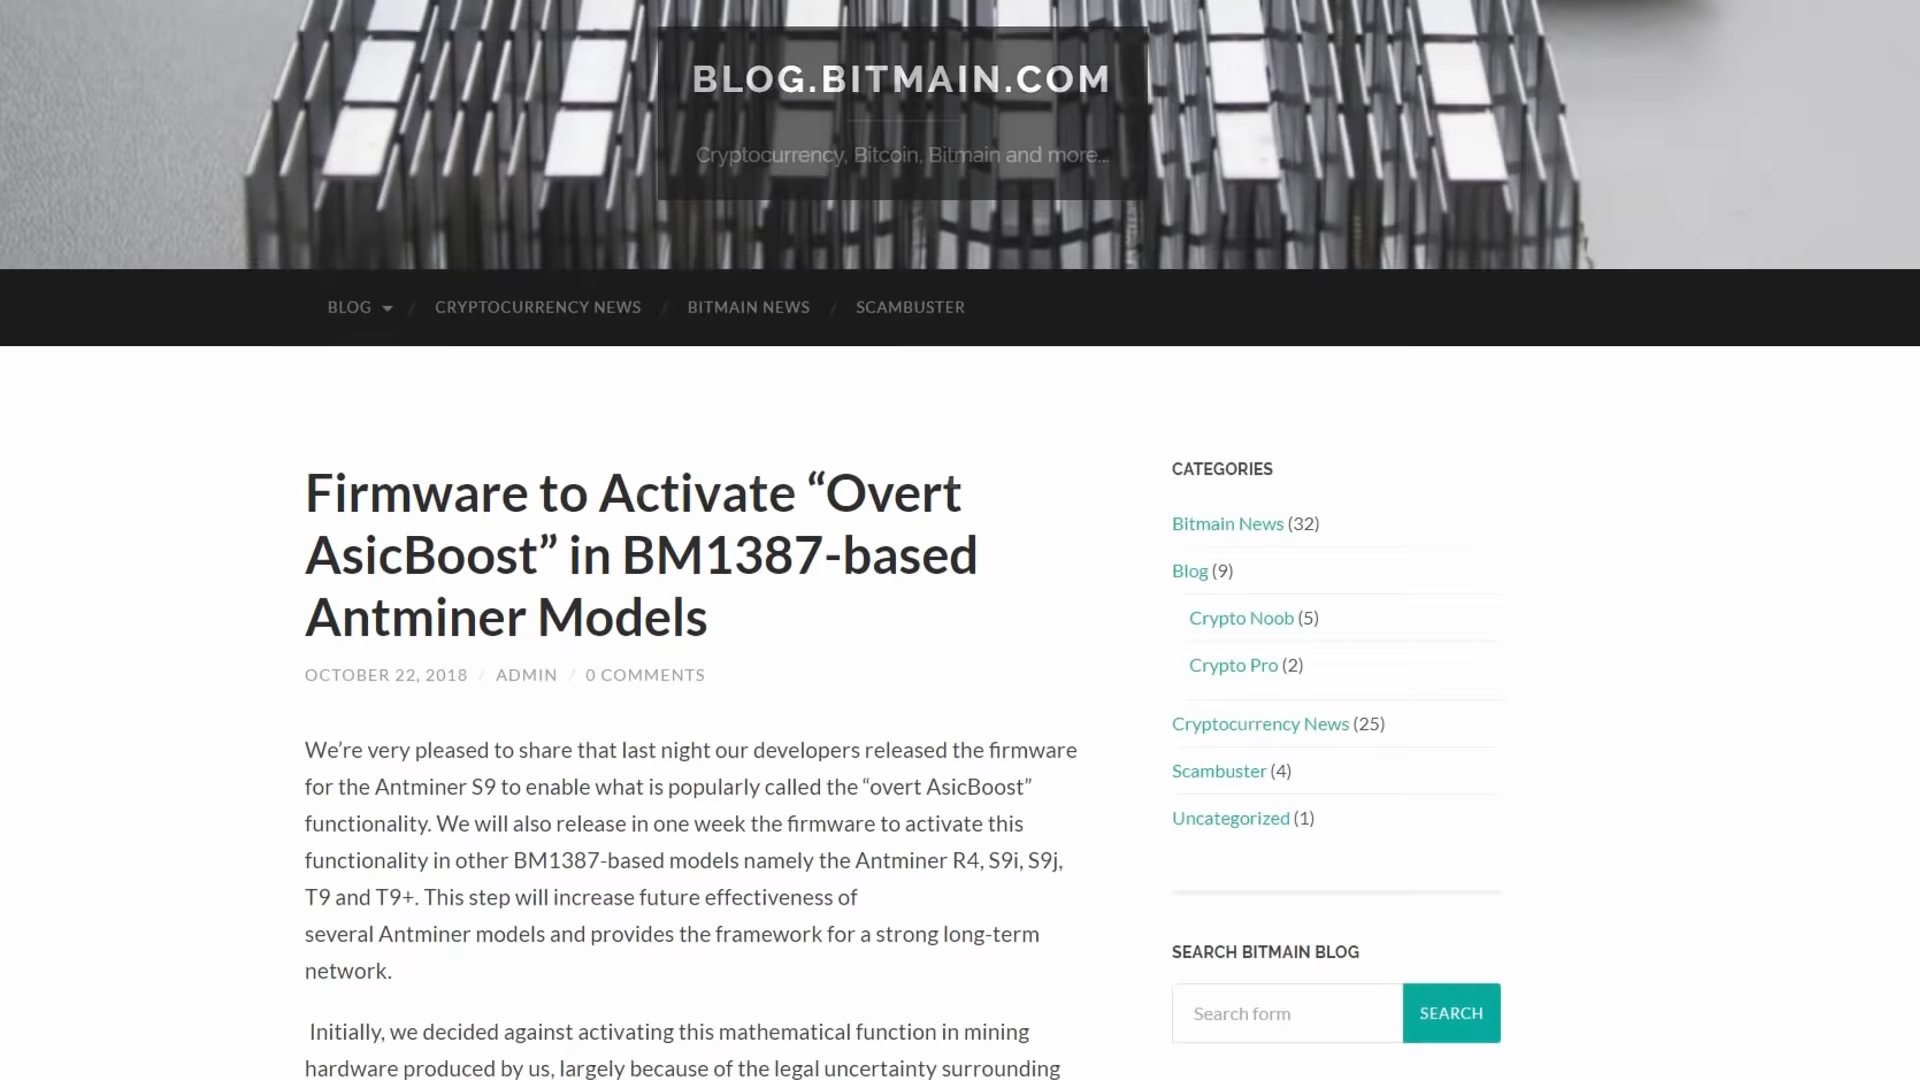 BLOG.BITMAIN.COM
Cryptocurrency, Bitcoin, Bitmain and more...
BLOG / CRYPTOCURRENCY NEWS / BITMAIN NEWS / SCAMBUSTER
Firmware to Activate “Overt
AsicBoost” in BM1387-based
Antminer Models
OCTOBER 22, 2018 / ADMIN / 0 COMMENTS
We’re very pleased to share that last night our developers released the firmware
for the Antminer S9 to enable what is popularly called the “overt AsicBoost”
functionality. We will also release in one week the firmware to activate this
functionality in other BM1387-based models namely the Antminer R4, S9i, S9j,
T9 and T9+. This step will increase future effectiveness of
several Antminer models and provides the framework for a strong long-term
network.
Initially, we decided against activating this mathematical function in mining
hardware produced by us, largely because of the legal uncertainty surrounding
CATEGORIES
Bitmain News (32)
Blog (9)
Crypto Noob (5)
Crypto Pro (2)
Cryptocurrency News (25)
Scambuster (4)
Uncategorized (1)
SEARCH BITMAIN BLOG
Search form
SEARCH